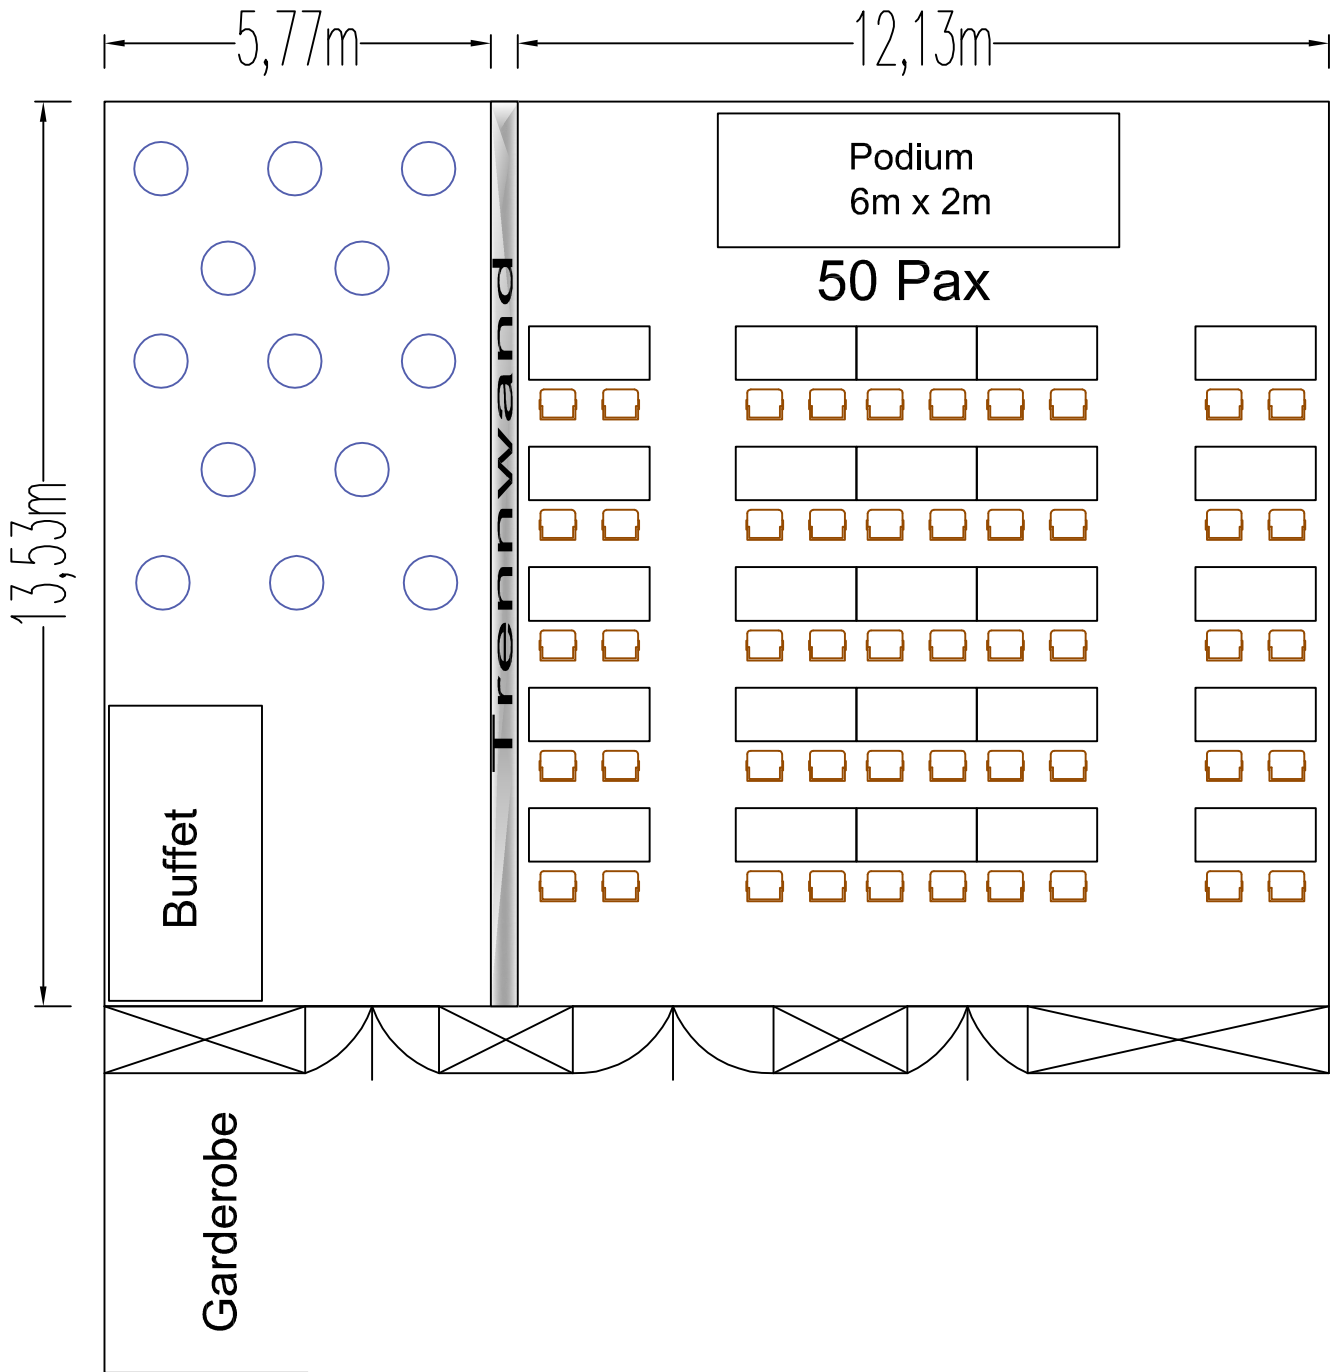 5,77m
12,13m
Podium
6m x 2m
50 Pax
Trennwand
13,53m
Buffet
Garderobe